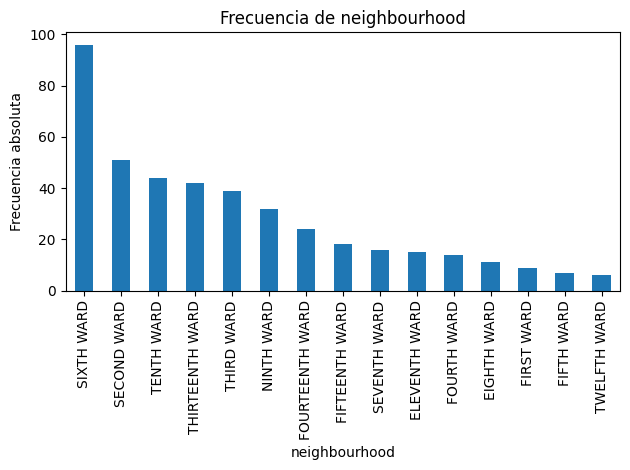 Frecuencia de neighbourhood
Frecuencia absoluta
100
80
60
40
20
0
SIXTH WARD
SECOND WARD
TENTH WARD
THIRTEENTH WARD
THIRD WARD
NINTH WARD
FOURTEENTH WARD
FIFTEENTH WARD
SEVENTH WARD
ELEVENTH WARD
FOURTH WARD
EIGHTH WARD
FIRST WARD
FIFTH WARD
TWELFTH WARD
neighbourhood